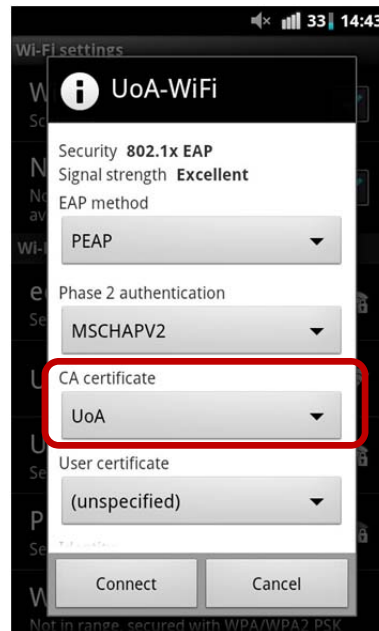 33 14:43
Wi-Fi settings
UoA-WiFi
Security 802.1x EAP
Signal strength Excellent
EAP method
PEAP
Phase 2 authentication
MSCHAPV2
CA certificate
UoA
User certificate
(unspecified)
Identity
Connect Cancel
Not in range, secured with WPA/WPA2 PSK